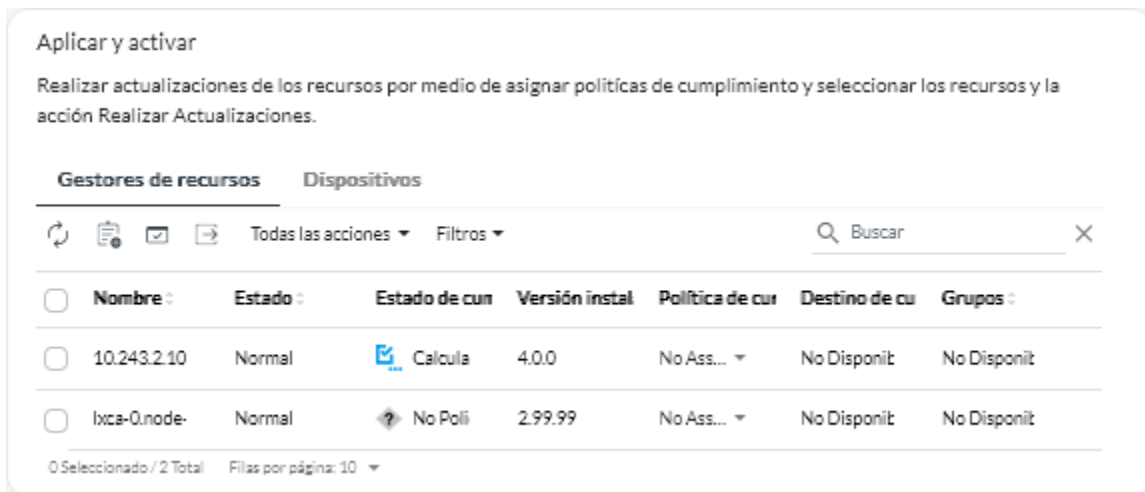 Aplicar y activar
Realizar actualizaciones de los recursos por medio de asignar políticas de cumplimiento y seleccionar los recursos y la
acción Realizar Actualizaciones.
Gestores de recursos Dispositivos
Todas las acciones Filtros Buscar
Nombre Estado Estado de cum Versión instal Política de cur Destino de cu Grupos
10.243.2.10 Normal Calcula 4.0.0 No Ass... No Disponib No Disponib
lxca-0.node- Normal No Poli 2.99.99 No Ass... No Disponib No Disponib
0 Seleccionado / 2 Total Filas por página: 10